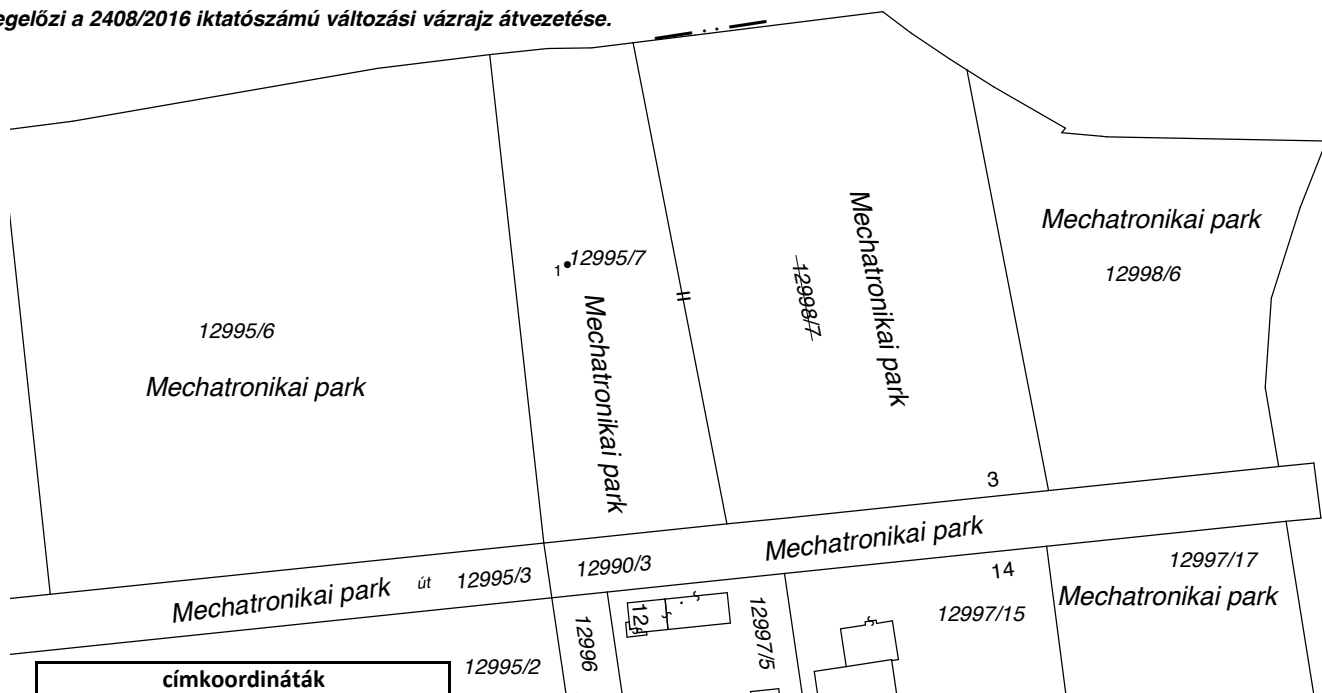 egelőzi a 2408/2016 iktatószámú változási vázrajz átvezetése.
Mechatronikai park
12995/7
1
12998/7
Mechatronikai park
12998/6
12995/6
Mechatronikai park
Mechatronikai park
3
Mechatronikai park
Mechatronikai park
út
12995/3
12990/3
14
12997/17
Mechatronikai park
12997/15
12
12997/5
12996
12995/2
címkoordináták